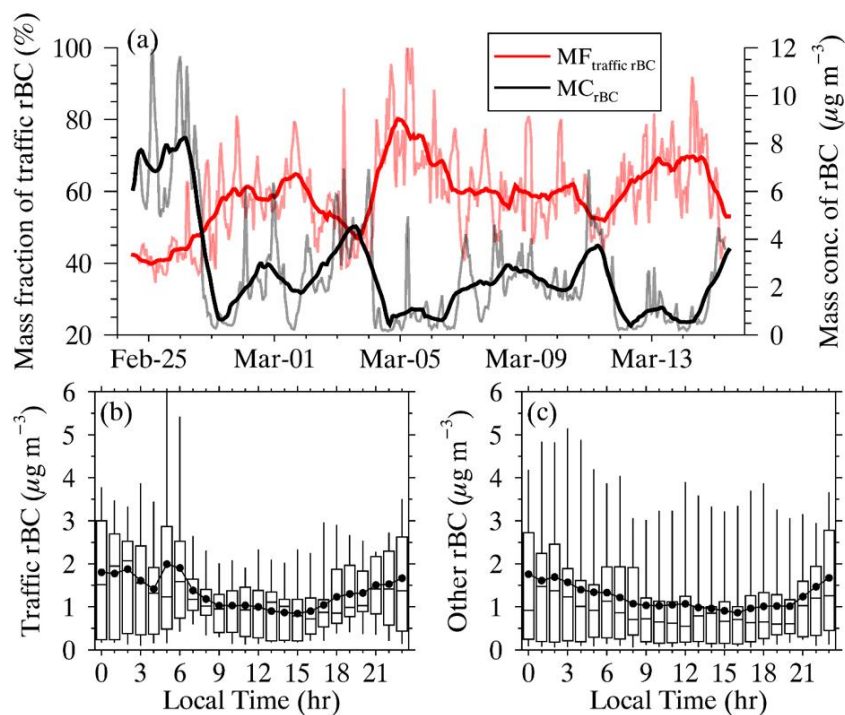 (a)
Mass fraction of traffic rBC (%)
100
80
60
40
20
MF traffic rBC
MC rBC
12
10
8
6
4
2
0
Mass conc. of rBC (μg m⁻³)
Feb-25 Mar-01 Mar-05 Mar-09 Mar-13
(b)
Traffic rBC (μg m⁻³)
6
5
4
3
2
1
0
0 3 6 9 12 15 18 21
Local Time (hr)
(c)
Other rBC (μg m⁻³)
6
5
4
3
2
1
0
0 3 6 9 12 15 18 21
Local Time (hr)